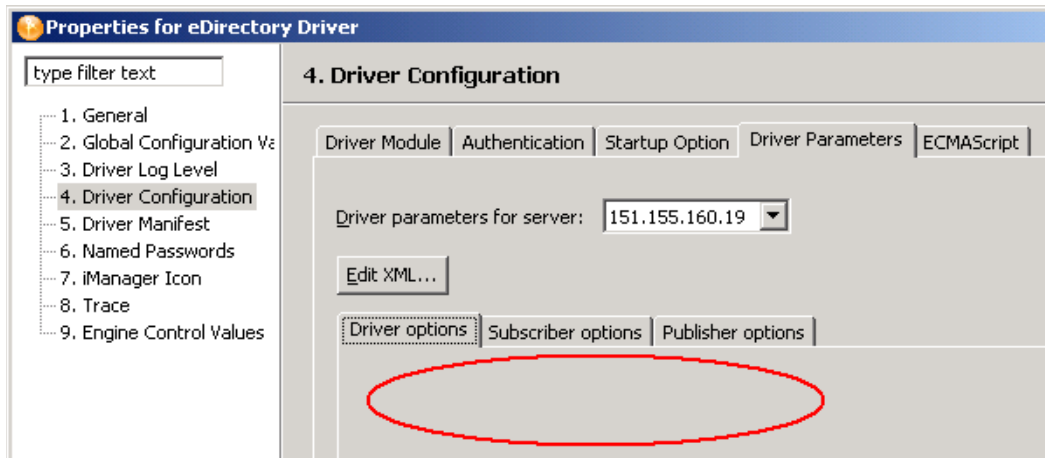 Properties for eDirectory Driver
type filter text
1. General
2. Global Configuration Va
3. Driver Log Level
4. Driver Configuration
5. Driver Manifest
6. Named Passwords
7. iManager Icon
8. Trace
9. Engine Control Values
4. Driver Configuration
Driver Module Authentication Startup Option Driver Parameters ECMAScript
Driver parameters for server: 151.155.160.19
Edit XML...
Driver options Subscriber options Publisher options